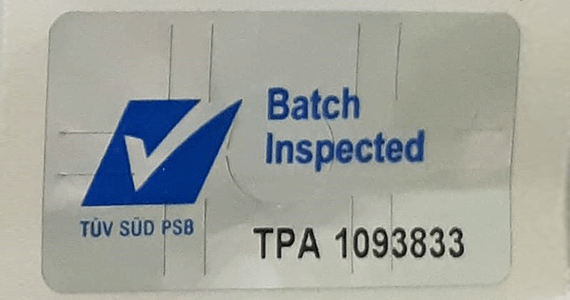 Batch
Inspected
TÜV SÜD PSB
TPA 1093833